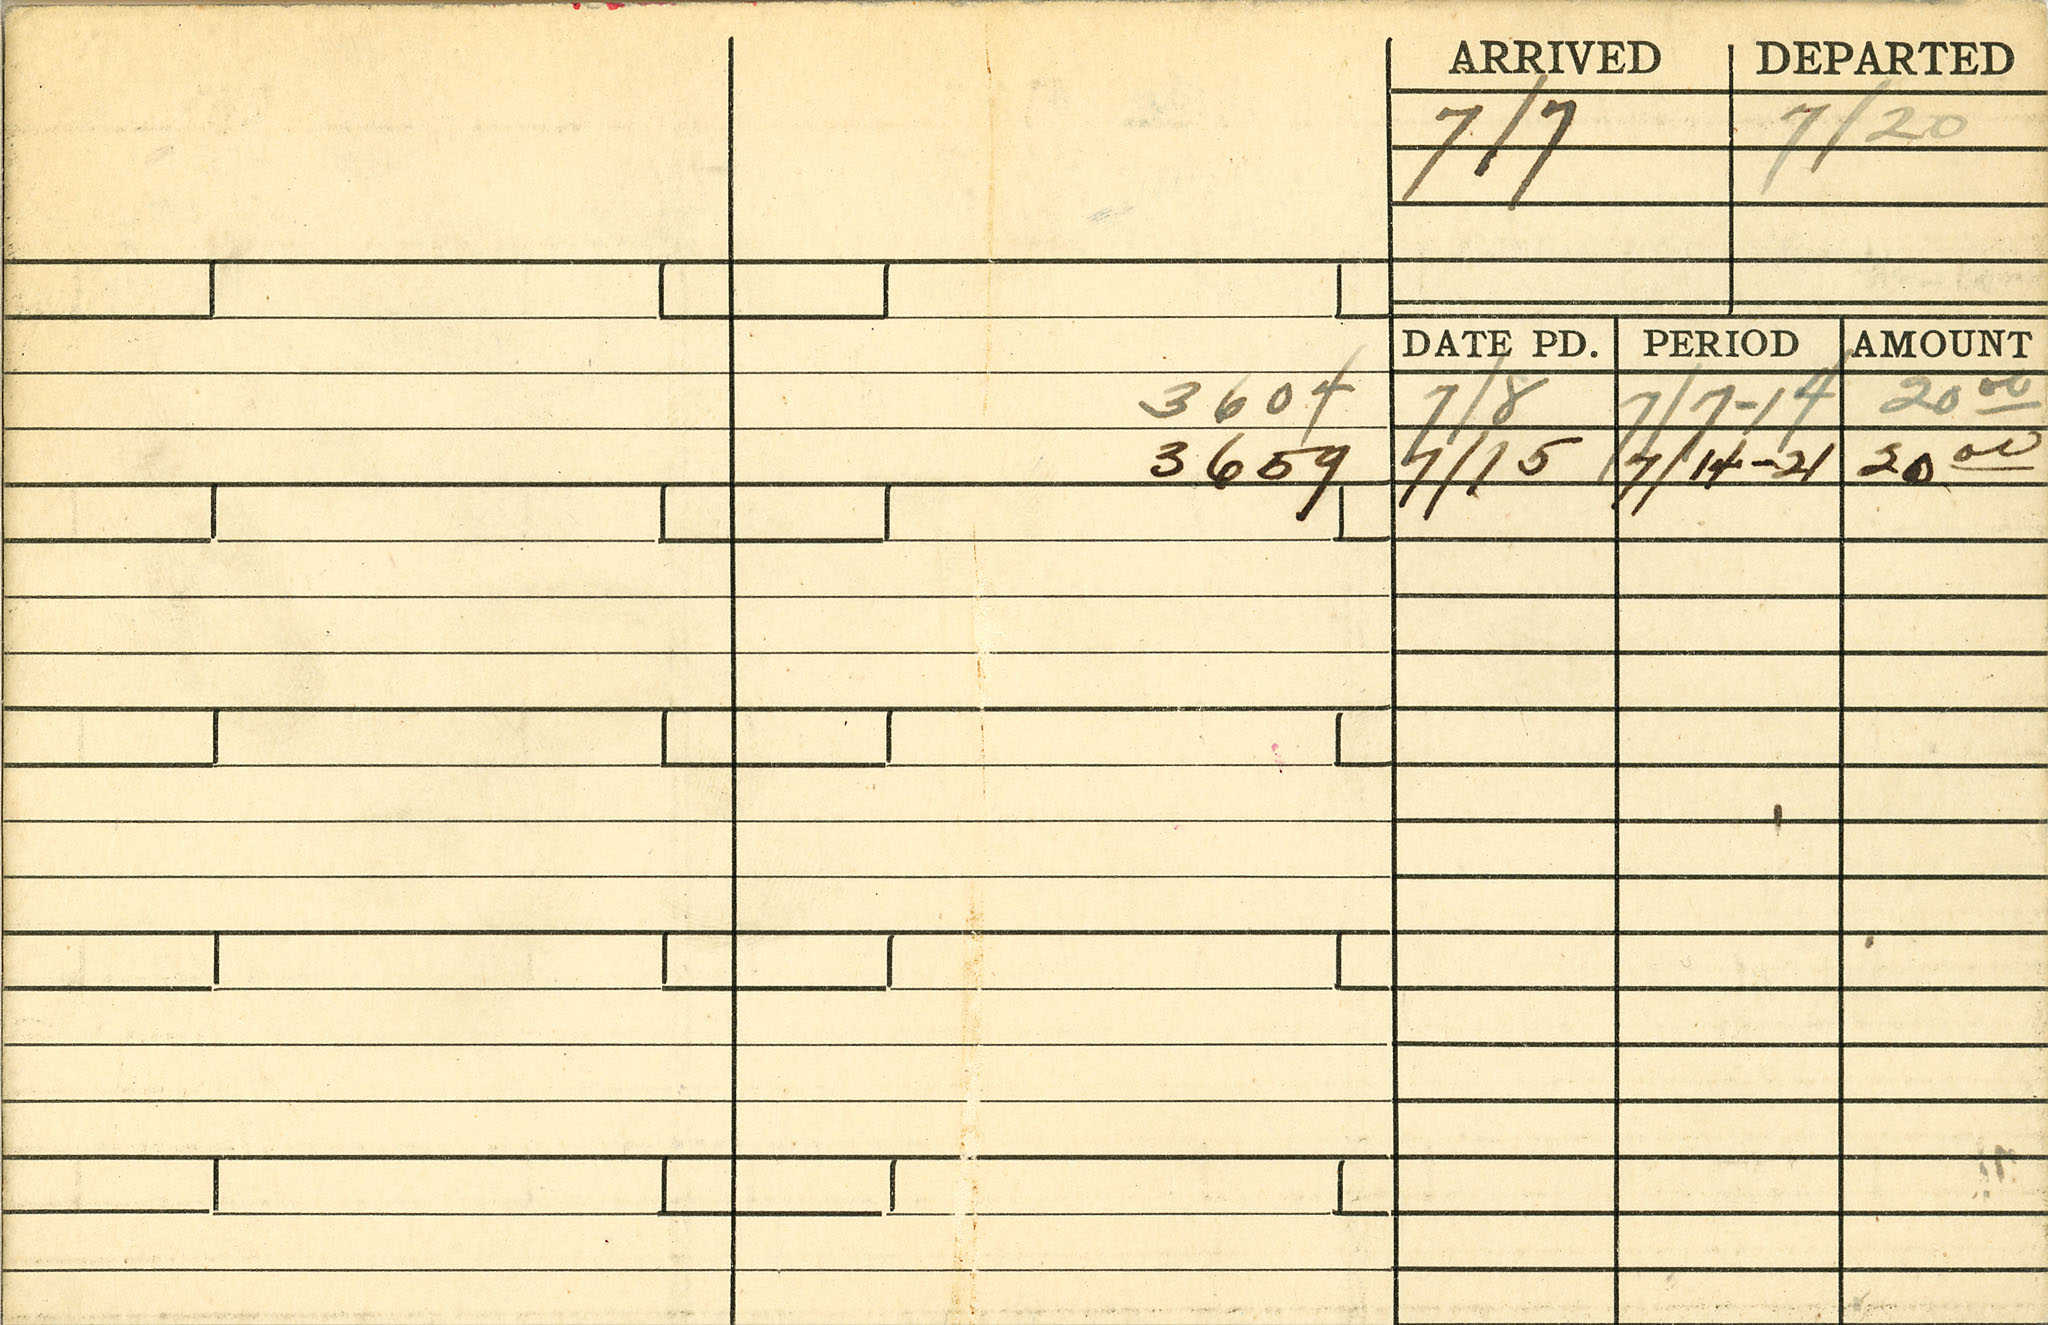 ARRIVED DEPARTED
7/7 7/20
DATE PD. PERIOD AMOUNT
3604 7/8 7/7-14 20 00
3659 7/15 7/14-21 20 00